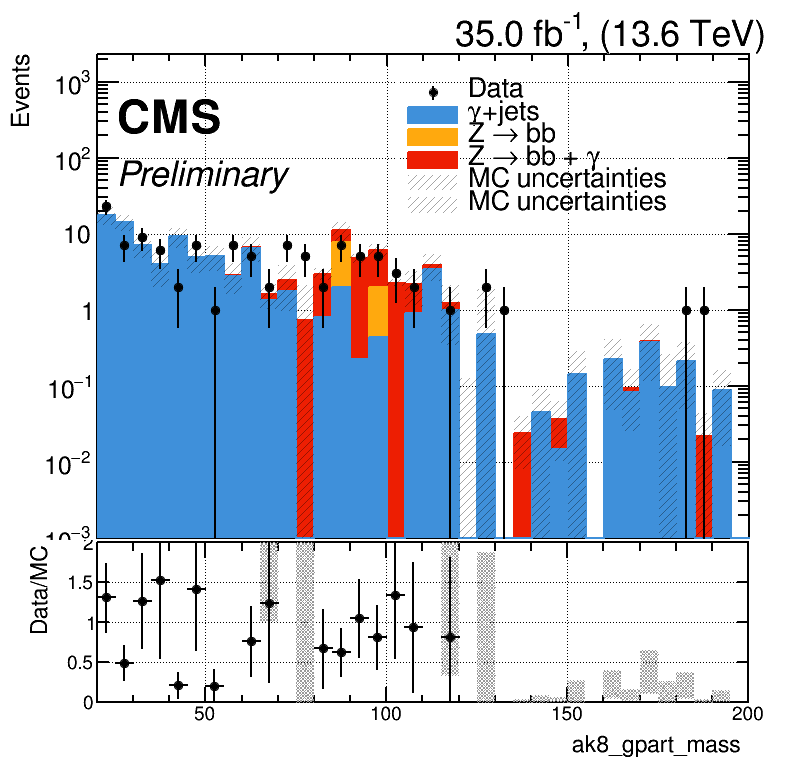 35.0 fb⁻¹, (13.6 TeV)
Events
10³
10²
10
1
10⁻¹
10⁻²
10⁻³
CMS
Preliminary
Data
γ+jets
Z → bb
Z → bb + γ
MC uncertainties
MC uncertainties
Data/MC
2
1.5
1
0.5
0
50
100
150
200
ak8_gpart_mass